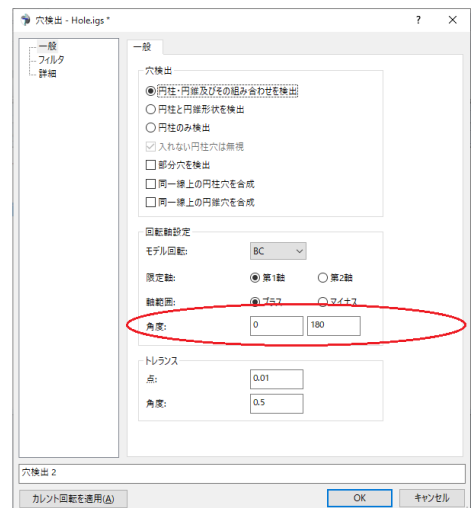 穴検出 - Hole.igs *
? ×
一般
フィルタ
詳細
一般
穴検出
円柱・円錐及びその組み合わせを検出
円柱と円錐形状を検出
円柱のみ検出
入れない円柱穴は無視
部分穴を検出
同一線上の円柱穴を合成
同一線上の円錐穴を合成
回転軸設定
モデル回転: BC
限定軸: 第1軸 第2軸
軸範囲: プラス マイナス
角度: 0 180
トレランス
点: 0.01
角度: 0.5
穴検出 2
カレント回転を適用(A) OK キャンセル